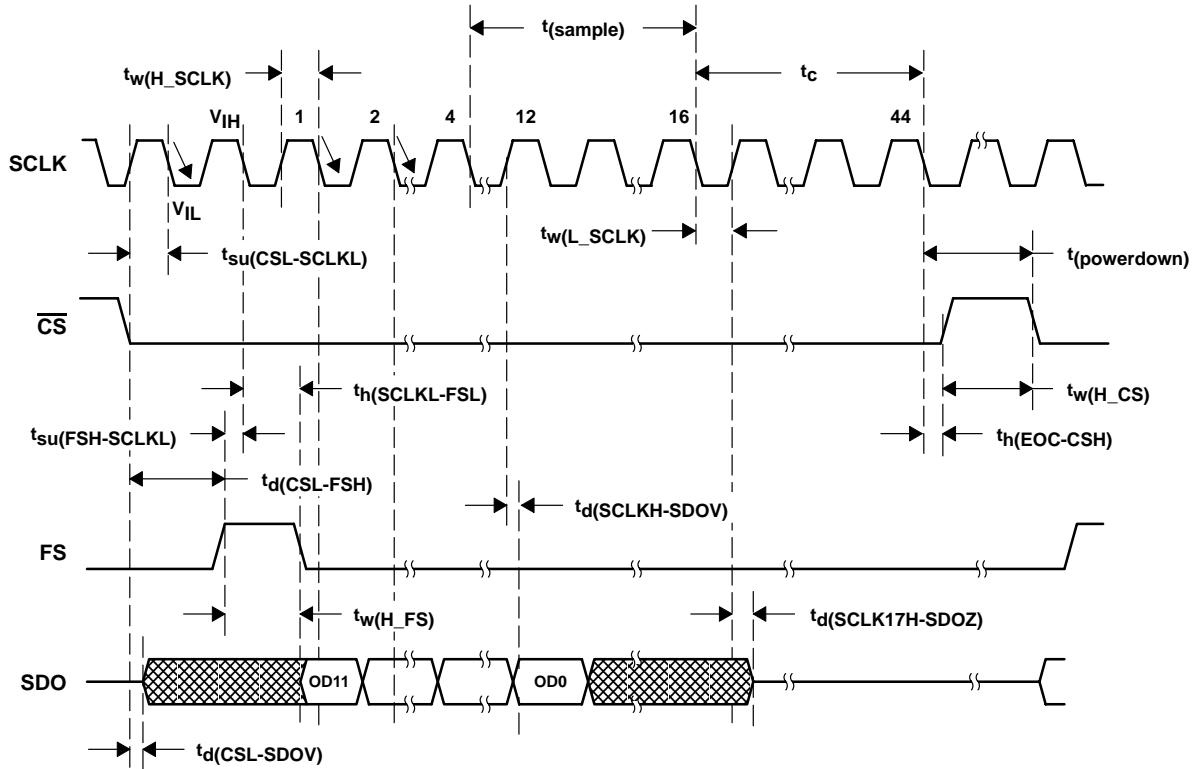 t(sample)
tw(H_SCLK)
tc
VIH
1
2
4
12
16
44
SCLK
VIL
tw(L_SCLK)
tsu(CSL-SCLKL)
t(powerdown)
CS
th(SCLKL-FSL)
tw(H_CS)
tsu(FSH-SCLKL)
th(EOC-CSH)
td(CSL-FSH)
td(SCLKH-SDOV)
FS
tw(H_FS)
td(SCLK17H-SDOZ)
SDO
OD11
OD0
td(CSL-SDOV)